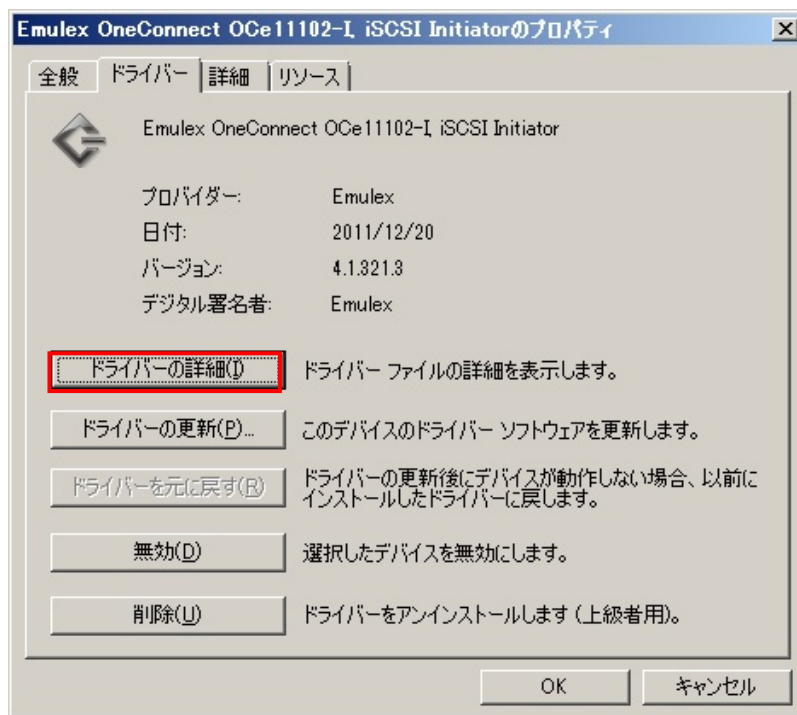 Emulex OneConnect OCe11102-I, iSCSI Initiatorのプロパティ
全般 ドライバー 詳細 リソース
Emulex OneConnect OCe11102-I, iSCSI Initiator
プロバイダー: Emulex
日付: 2011/12/20
バージョン: 4.1.321.3
デジタル署名者: Emulex
ドライバーの詳細(I) ドライバー ファイルの詳細を表示します。
ドライバーの更新(P)... このデバイスのドライバー ソフトウェアを更新します。
ドライバーを元に戻す(R) ドライバーの更新後にデバイスが動作しない場合、以前に
インストールしたドライバーに戻します。
無効(D) 選択したデバイスを無効にします。
削除(U) ドライバーをアンインストールします (上級者用)。
OK キャンセル